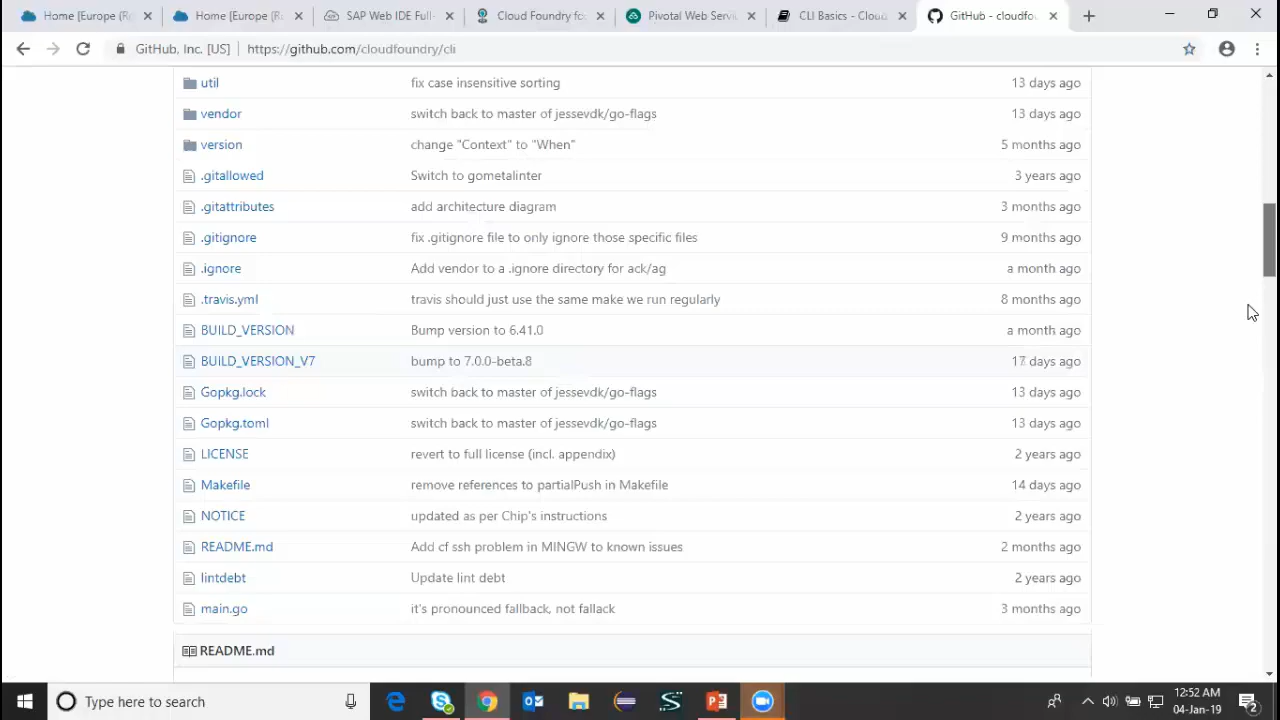 Home [Europe (R
Home [Europe (R
SAP Web IDE Full-
Cloud Foundry fo
Pivotal Web Servi
CLI Basics - Cloud
GitHub - cloudfo
GitHub, Inc. [US] | https://github.com/cloudfoundry/cli
util fix case insensitive sorting 13 days ago
vendor switch back to master of jessevdk/go-flags 13 days ago
version change "Context" to "When" 5 months ago
.gitallowed Switch to gometalinter 3 years ago
.gitattributes add architecture diagram 3 months ago
.gitignore fix .gitignore file to only ignore those specific files 9 months ago
.ignore Add vendor to a .ignore directory for ack/ag a month ago
.travis.yml travis should just use the same make we run regularly 8 months ago
BUILD_VERSION Bump version to 6.41.0 a month ago
BUILD_VERSION_V7 bump to 7.0.0-beta.8 17 days ago
Gopkg.lock switch back to master of jessevdk/go-flags 13 days ago
Gopkg.toml switch back to master of jessevdk/go-flags 13 days ago
LICENSE revert to full license (incl. appendix) 2 years ago
Makefile remove references to partialPush in Makefile 14 days ago
NOTICE updated as per Chip's instructions 2 years ago
README.md Add cf ssh problem in MINGW to known issues 2 months ago
lintdebt Update lint debt 2 years ago
main.go it's pronounced fallback, not fallack 3 months ago
README.md
Type here to search
12:52 AM
04-Jan-19
2